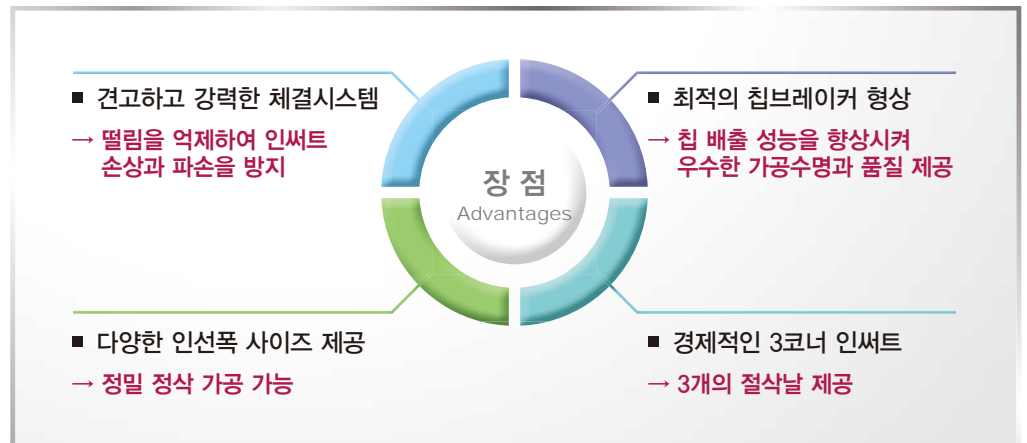 ■ 견고하고 강력한 체결시스템
→ 떨림을 억제하여 인써트
손상과 파손을 방지
■ 최적의 칩브레이커 형상
→ 칩 배출 성능을 향상시켜
우수한 가공수명과 품질 제공
장 점
Advantages
■ 다양한 인선폭 사이즈 제공
→ 정밀 정삭 가공 가능
■ 경제적인 3코너 인써트
→ 3개의 절삭날 제공